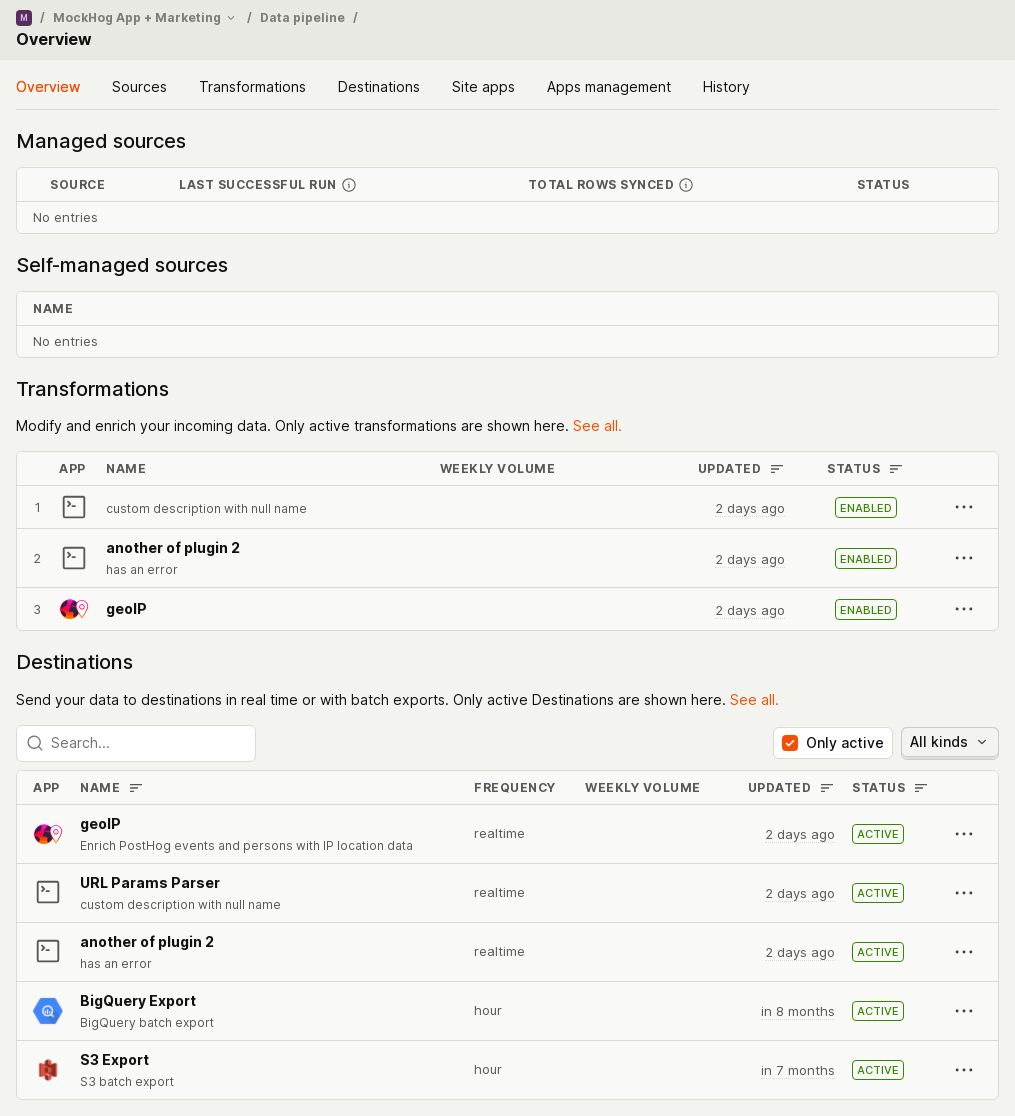 M / MockHog App + Marketing / Data pipeline /
Overview
Overview Sources Transformations Destinations Site apps Apps management History
Managed sources
SOURCE LAST SUCCESSFUL RUN TOTAL ROWS SYNCED STATUS
No entries
Self-managed sources
NAME
No entries
Transformations
Modify and enrich your incoming data. Only active transformations are shown here. See all.
APP NAME WEEKLY VOLUME UPDATED STATUS
1 custom description with null name 2 days ago ENABLED
another of plugin 2
2 has an error 2 days ago ENABLED
3 geoIP 2 days ago ENABLED
Destinations
Send your data to destinations in real time or with batch exports. Only active Destinations are shown here. See all.
Search... Only active All kinds
APP NAME FREQUENCY WEEKLY VOLUME UPDATED STATUS
geoIP
Enrich PostHog events and persons with IP location data realtime 2 days ago ACTIVE
URL Params Parser
custom description with null name realtime 2 days ago ACTIVE
another of plugin 2
has an error realtime 2 days ago ACTIVE
BigQuery Export
BigQuery batch export hour in 8 months ACTIVE
S3 Export
S3 batch export hour in 7 months ACTIVE